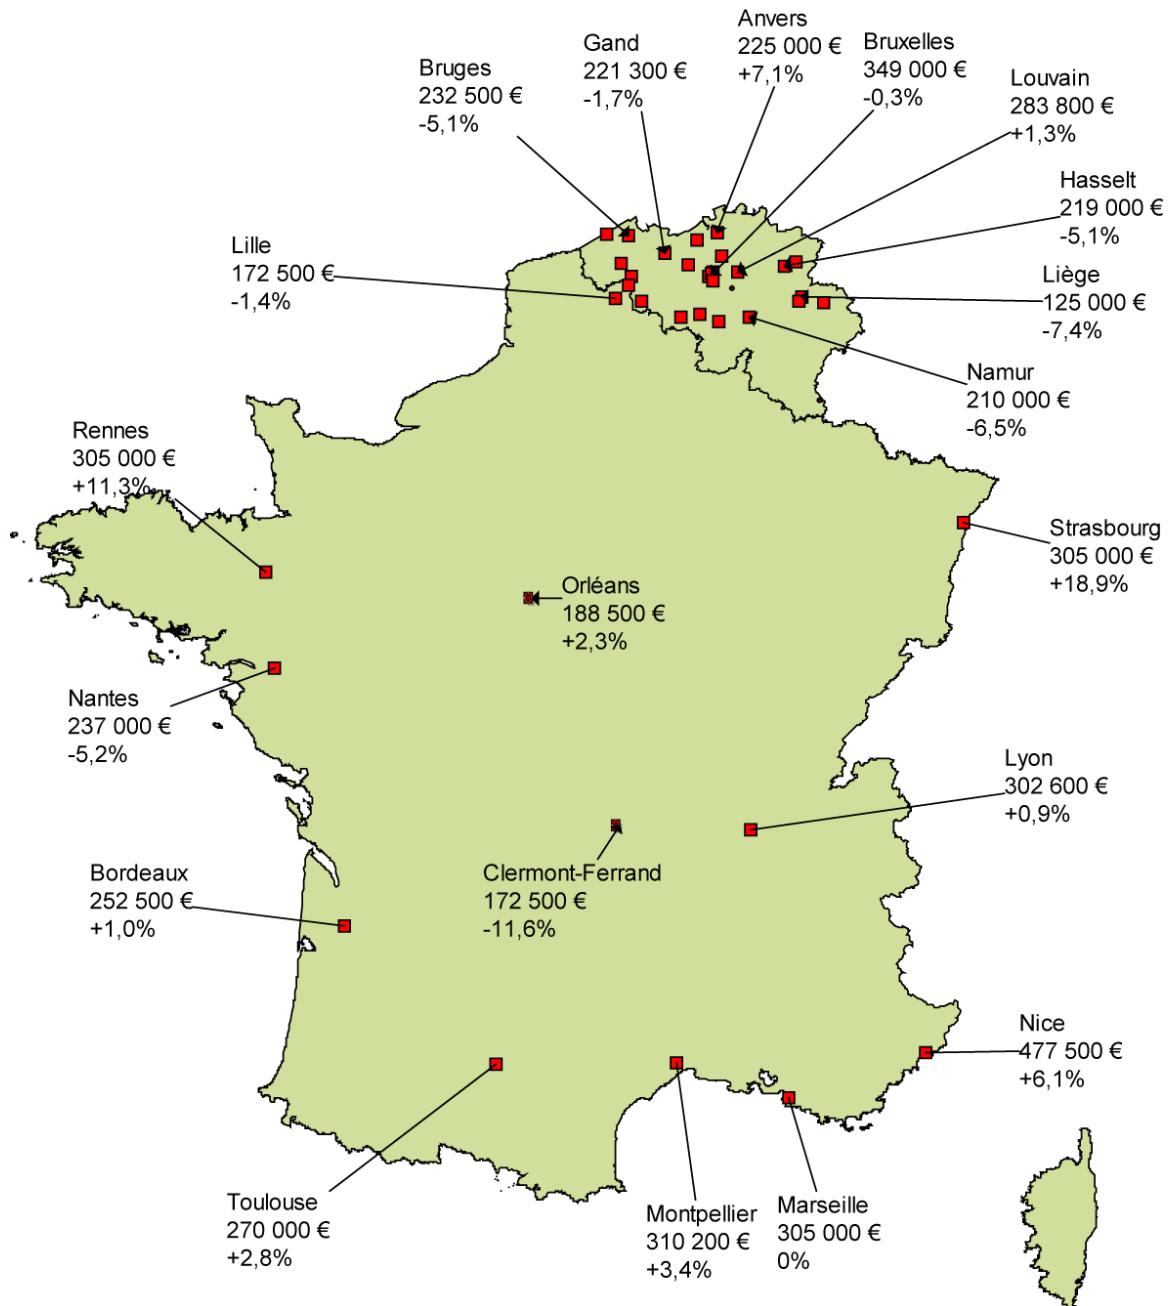 Anvers
225 000 €
+7,1%
Bruxelles
349 000 €
-0,3%
Gand
221 300 €
-1,7%
Bruges
232 500 €
-5,1%
Louvain
283 800 €
+1,3%
Hasselt
219 000 €
-5,1%
Lille
172 500 €
-1,4%
Liège
125 000 €
-7,4%
Namur
210 000 €
-6,5%
Rennes
305 000 €
+11,3%
Strasbourg
305 000 €
+18,9%
Orléans
188 500 €
+2,3%
Nantes
237 000 €
-5,2%
Lyon
302 600 €
+0,9%
Clermont-Ferrand
172 500 €
-11,6%
Bordeaux
252 500 €
+1,0%
Nice
477 500 €
+6,1%
Toulouse
270 000 €
+2,8%
Montpellier
310 200 €
+3,4%
Marseille
305 000 €
0%